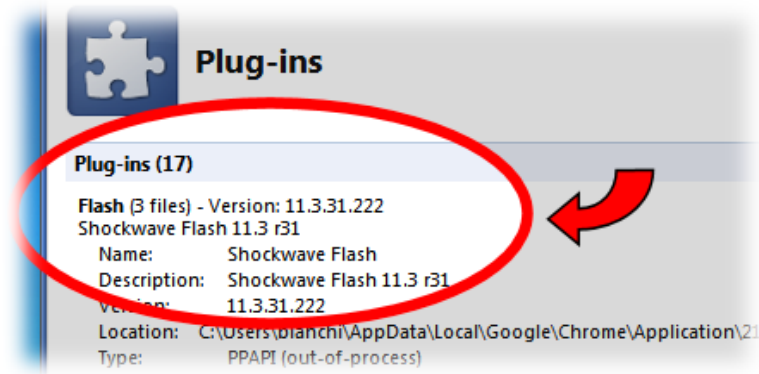 Plug-ins
Plug-ins (17)
Flash (3 files) - Version: 11.3.31.222
Shockwave Flash 11.3 r31
Name: Shockwave Flash
Description: Shockwave Flash 11.3 r31
Version: 11.3.31.222
Location: C:\Users\bianchi\AppData\Local\Google\Chrome\Application\21
Type: PPAPI (out-of-process)